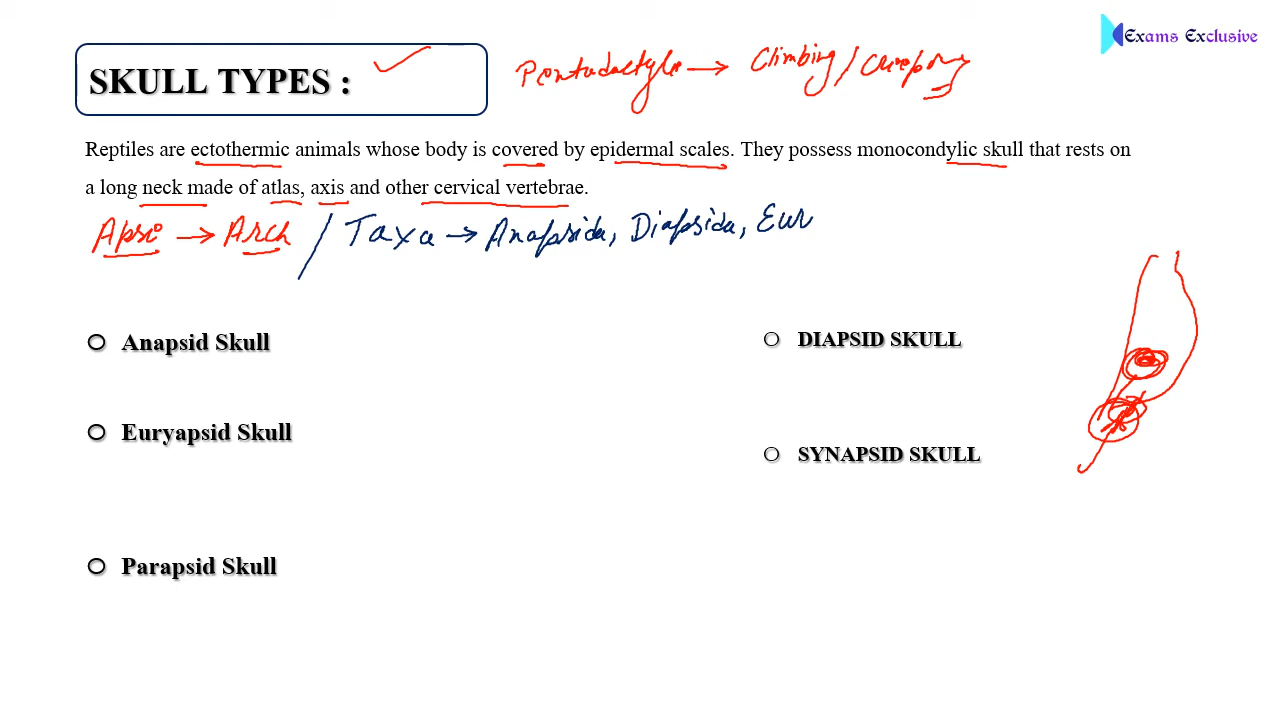 Exams Exclusive
SKULL TYPES :
Pentadactyle → Climbing / Creeping
Reptiles are ectothermic animals whose body is covered by epidermal scales. They possess monocondylic skull that rests on
a long neck made of atlas, axis and other cervical vertebrae.
→ Arch / Taxa → Anapsida, Diapsida, Eur
Anapsid Skull
DIAPSID SKULL
Euryapsid Skull
SYNAPSID SKULL
Parapsid Skull